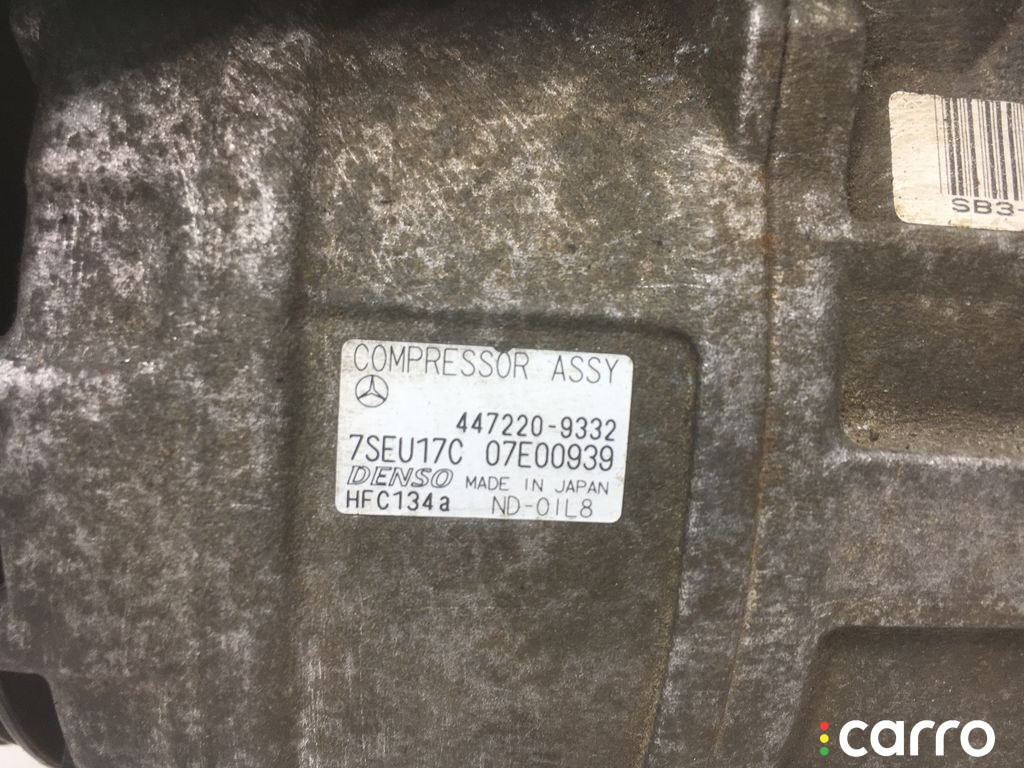 SB3-
COMPRESSOR ASSY
447220-9332
7SEU17C 07E00939
DENSO MADE IN JAPAN
HFC134a ND-OIL8
carro